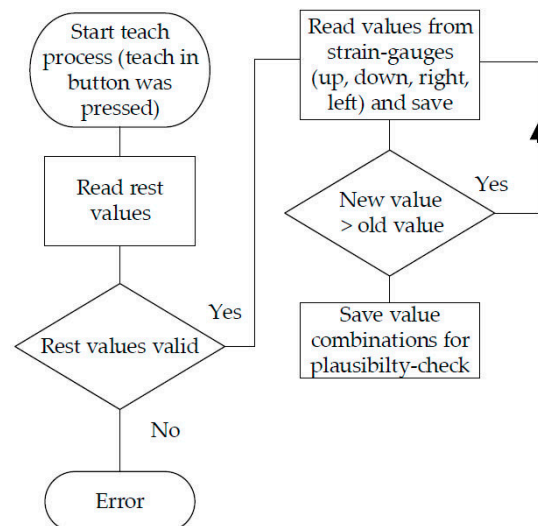 Start teach
process (teach in
button was
pressed)
Read rest
values
Rest values valid
Yes
No
Error
Read values from
strain-gauges
(up, down, right,
left) and save
New value
> old value
Yes
Save value
combinations for
plausibilty-check